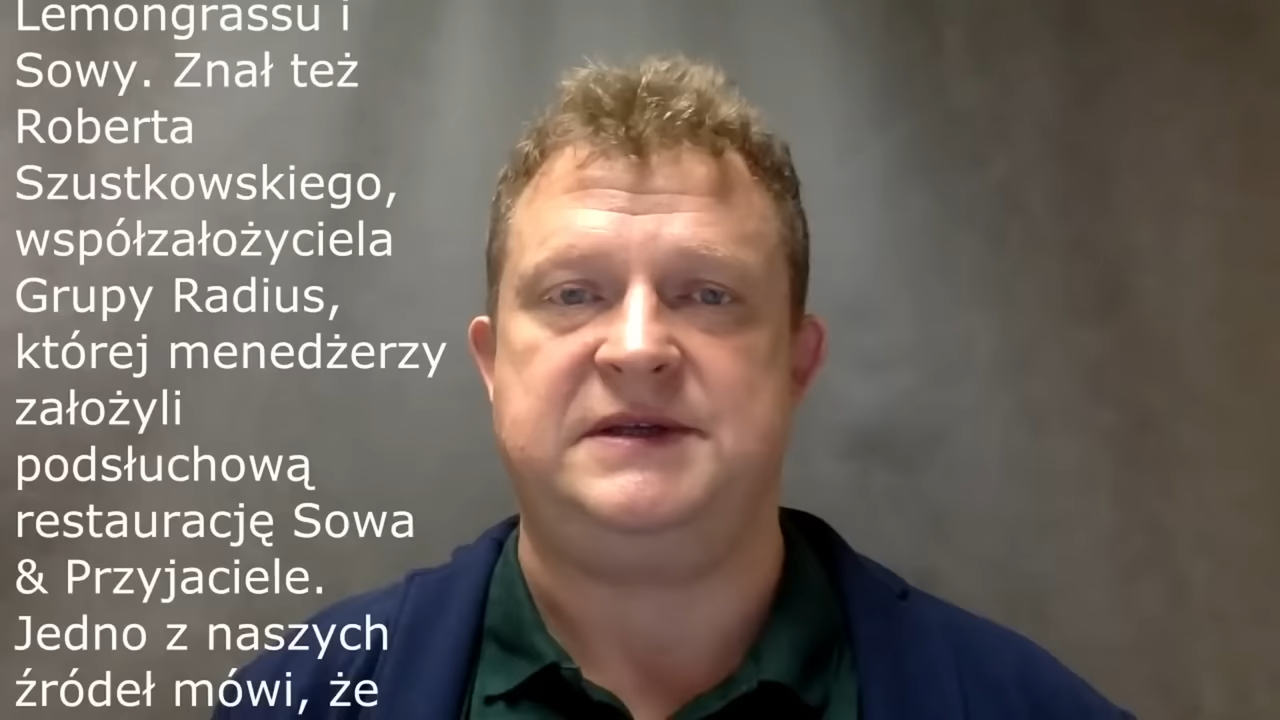 Lemongrassu i
Sowy. Znał też
Roberta
Szustkowskiego,
współzałożyciela
Grupy Radius,
której menedżerzy
założyli
podsłuchową
restaurację Sowa
& Przyjaciele.
Jedno z naszych
źródeł mówi, że